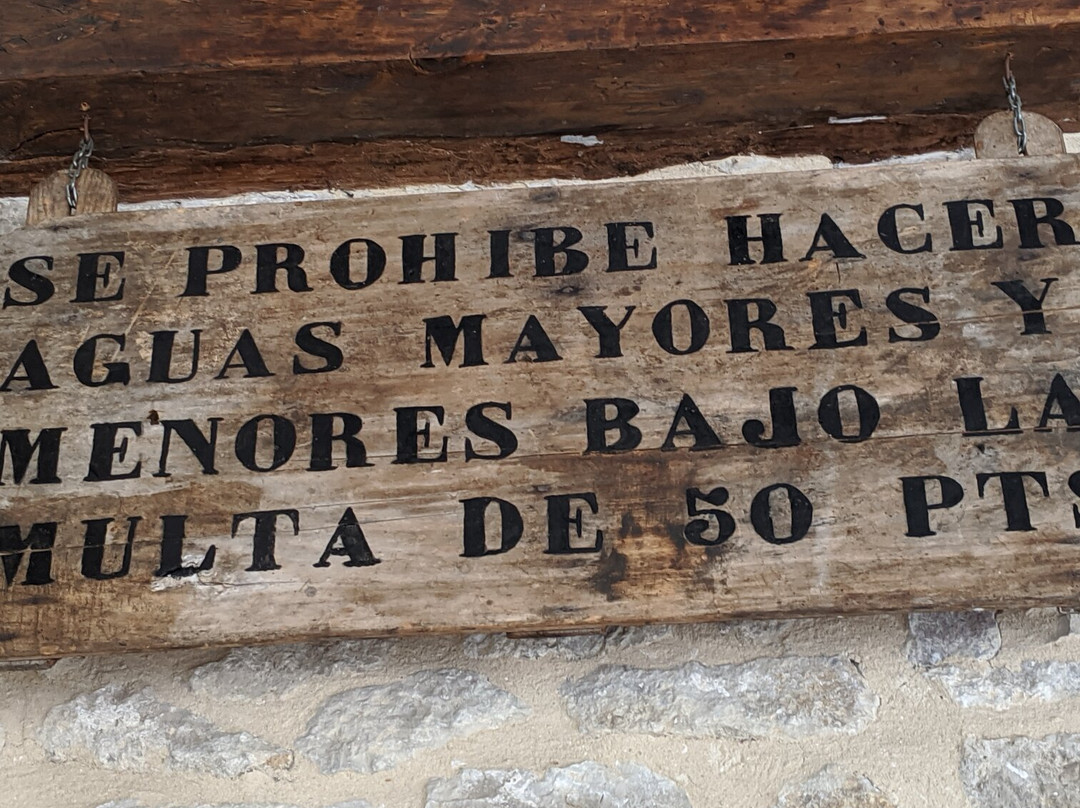 SE PROHIBE HACER
AGUAS MAYORES Y
MENORES BAJO LA
MULTA DE 50 PTS